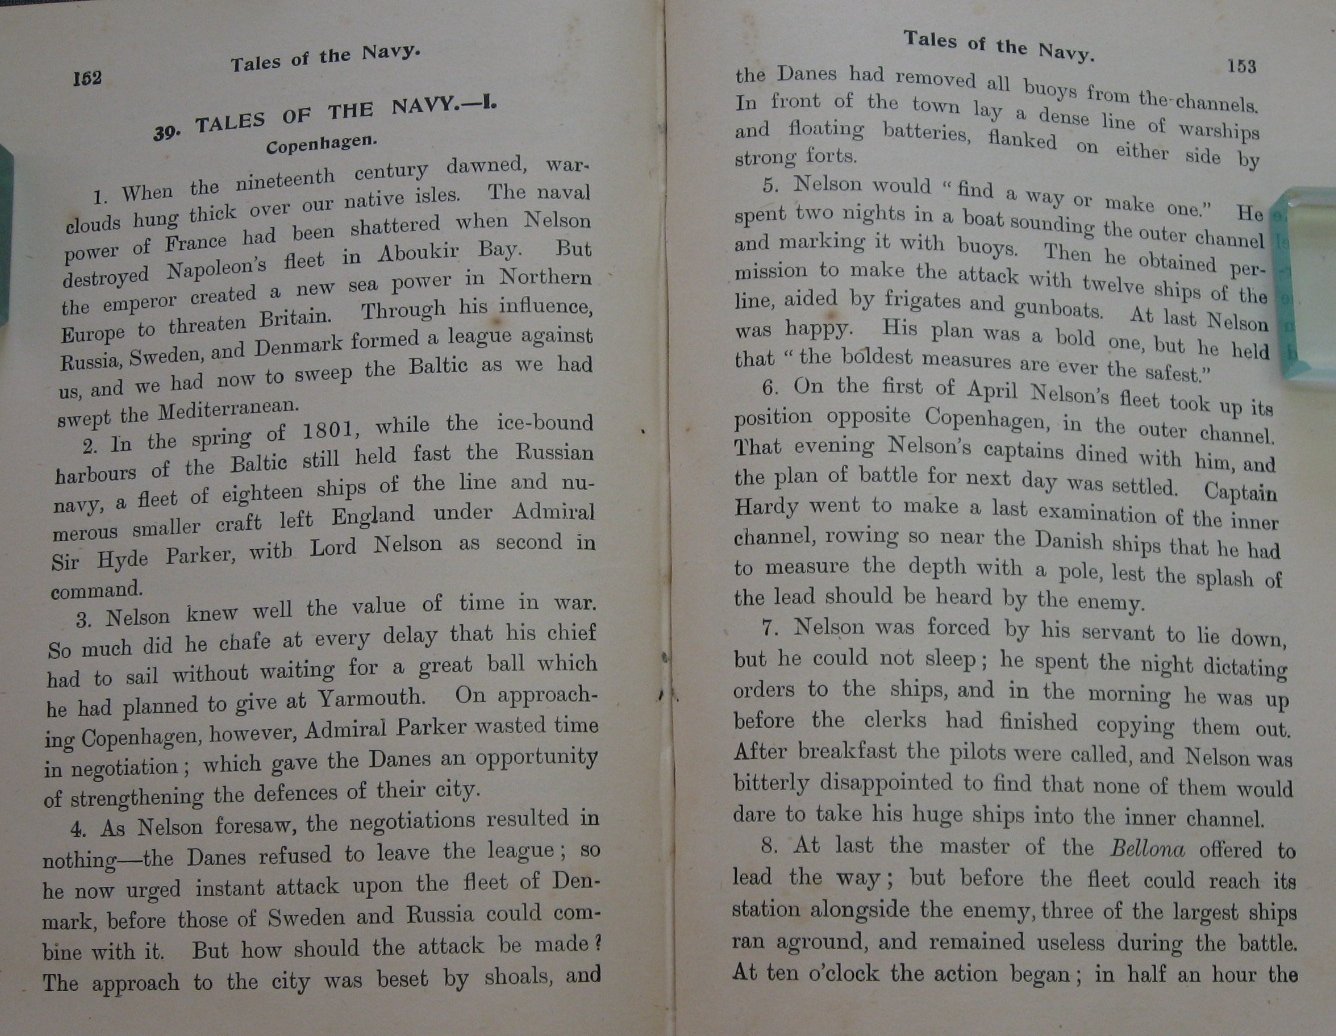 152
Tales of the Navy.
39. TALES OF THE NAVY.—I.
Copenhagen.
1. When the nineteenth century dawned, war-
clouds hung thick over our native isles. The naval
power of France had been shattered when Nelson
destroyed Napoleon's fleet in Aboukir Bay. But
the emperor created a new sea power in Northern
Europe to threaten Britain. Through his influence,
Russia, Sweden, and Denmark formed a league against
us, and we had now to sweep the Baltic as we had
swept the Mediterranean.
2. In the spring of 1801, while the ice-bound
harbours of the Baltic still held fast the Russian
navy, a fleet of eighteen ships of the line and nu-
merous smaller craft left England under Admiral
Sir Hyde Parker, with Lord Nelson as second in
command.
3. Nelson knew well the value of time in war.
So much did he chafe at every delay that his chief
had to sail without waiting for a great ball which
he had planned to give at Yarmouth. On approach-
ing Copenhagen, however, Admiral Parker wasted time
in negotiation; which gave the Danes an opportunity
of strengthening the defences of their city.
4. As Nelson foresaw, the negotiations resulted in
nothing—the Danes refused to leave the league; so
he now urged instant attack upon the fleet of Den-
mark, before those of Sweden and Russia could com-
bine with it. But how should the attack be made?
The approach to the city was beset by shoals, and
Tales of the Navy.
153
the Danes had removed all buoys from the channels.
In front of the town lay a dense line of warships
and floating batteries, flanked on either side by
strong forts.
5. Nelson would "find a way or make one." He
spent two nights in a boat sounding the outer channel
and marking it with buoys. Then he obtained per-
mission to make the attack with twelve ships of the
line, aided by frigates and gunboats. At last Nelson
was happy. His plan was a bold one, but he held
that "the boldest measures are ever the safest."
6. On the first of April Nelson's fleet took up its
position opposite Copenhagen, in the outer channel.
That evening Nelson's captains dined with him, and
the plan of battle for next day was settled. Captain
Hardy went to make a last examination of the inner
channel, rowing so near the Danish ships that he had
to measure the depth with a pole, lest the splash of
the lead should be heard by the enemy.
7. Nelson was forced by his servant to lie down,
but he could not sleep; he spent the night dictating
orders to the ships, and in the morning he was up
before the clerks had finished copying them out.
After breakfast the pilots were called, and Nelson was
bitterly disappointed to find that none of them would
dare to take his huge ships into the inner channel.
8. At last the master of the Bellona offered to
lead the way; but before the fleet could reach its
station alongside the enemy, three of the largest ships
ran aground, and remained useless during the battle.
At ten o'clock the action began; in half an hour the